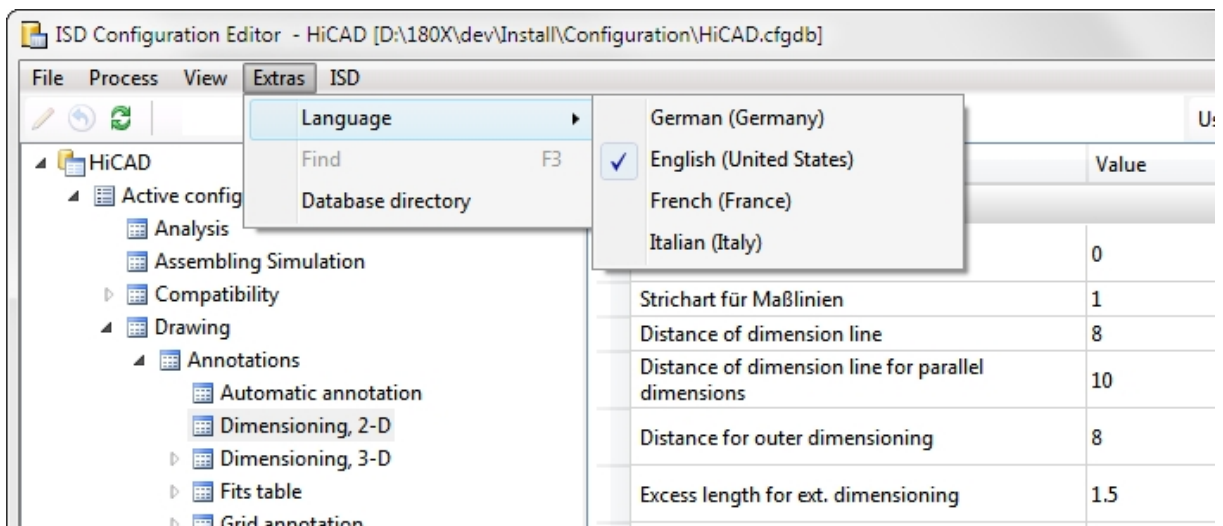 ISD Configuration Editor - HiCAD [D:\180X\dev\Install\Configuration\HiCAD.cfgdb]
File Process View Extras ISD
Language
Find F3
Database directory
German (Germany)
English (United States)
French (France)
Italian (Italy)
HiCAD
Active config
Analysis
Assembling Simulation
Compatibility
Drawing
Annotations
Automatic annotation
Dimensioning, 2-D
Dimensioning, 3-D
Fits table
Grid annotation
Value
0
Strichart für Maßlinien 1
Distance of dimension line 8
Distance of dimension line for parallel
dimensions 10
Distance for outer dimensioning 8
Excess length for ext. dimensioning 1.5